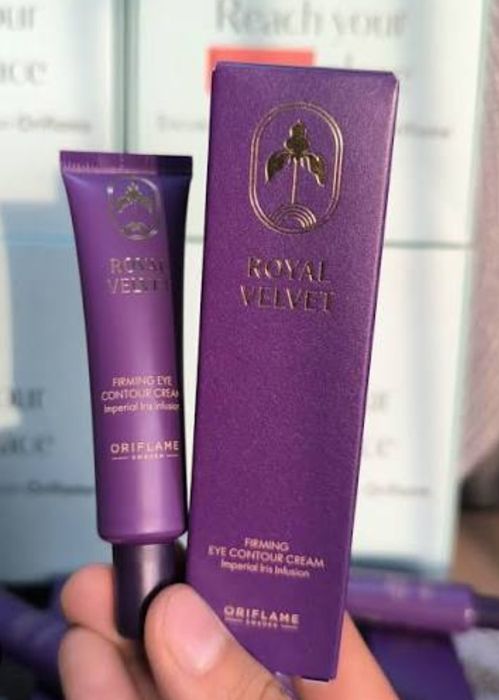 Reach your
ROYAL
VELVET
FIRMING EYE
CONTOUR CREAM
Imperial Iris Infusion
ORIFLAME
SWEDEN
ROYAL
VELVET
FIRMING
EYE CONTOUR CREAM
Imperial Iris Infusion
ORIFLAME
SWEDEN